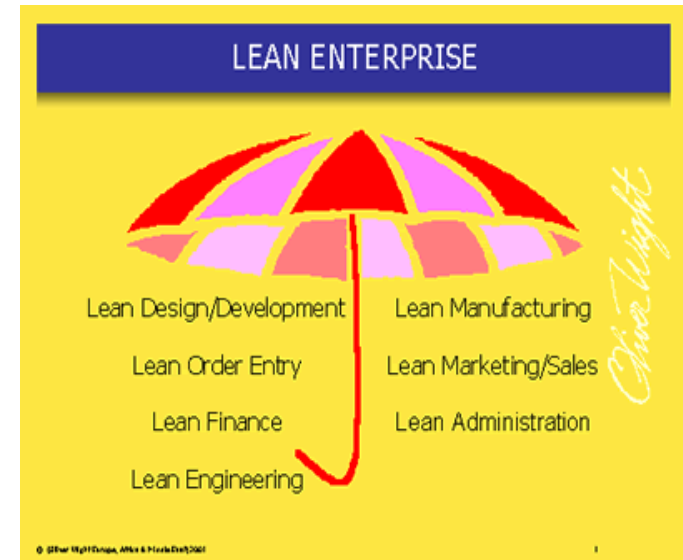 LEAN ENTERPRISE
Oliver Wight
Lean Design/Development
Lean Manufacturing
Lean Order Entry
Lean Marketing/Sales
Lean Finance
Lean Administration
Lean Engineering